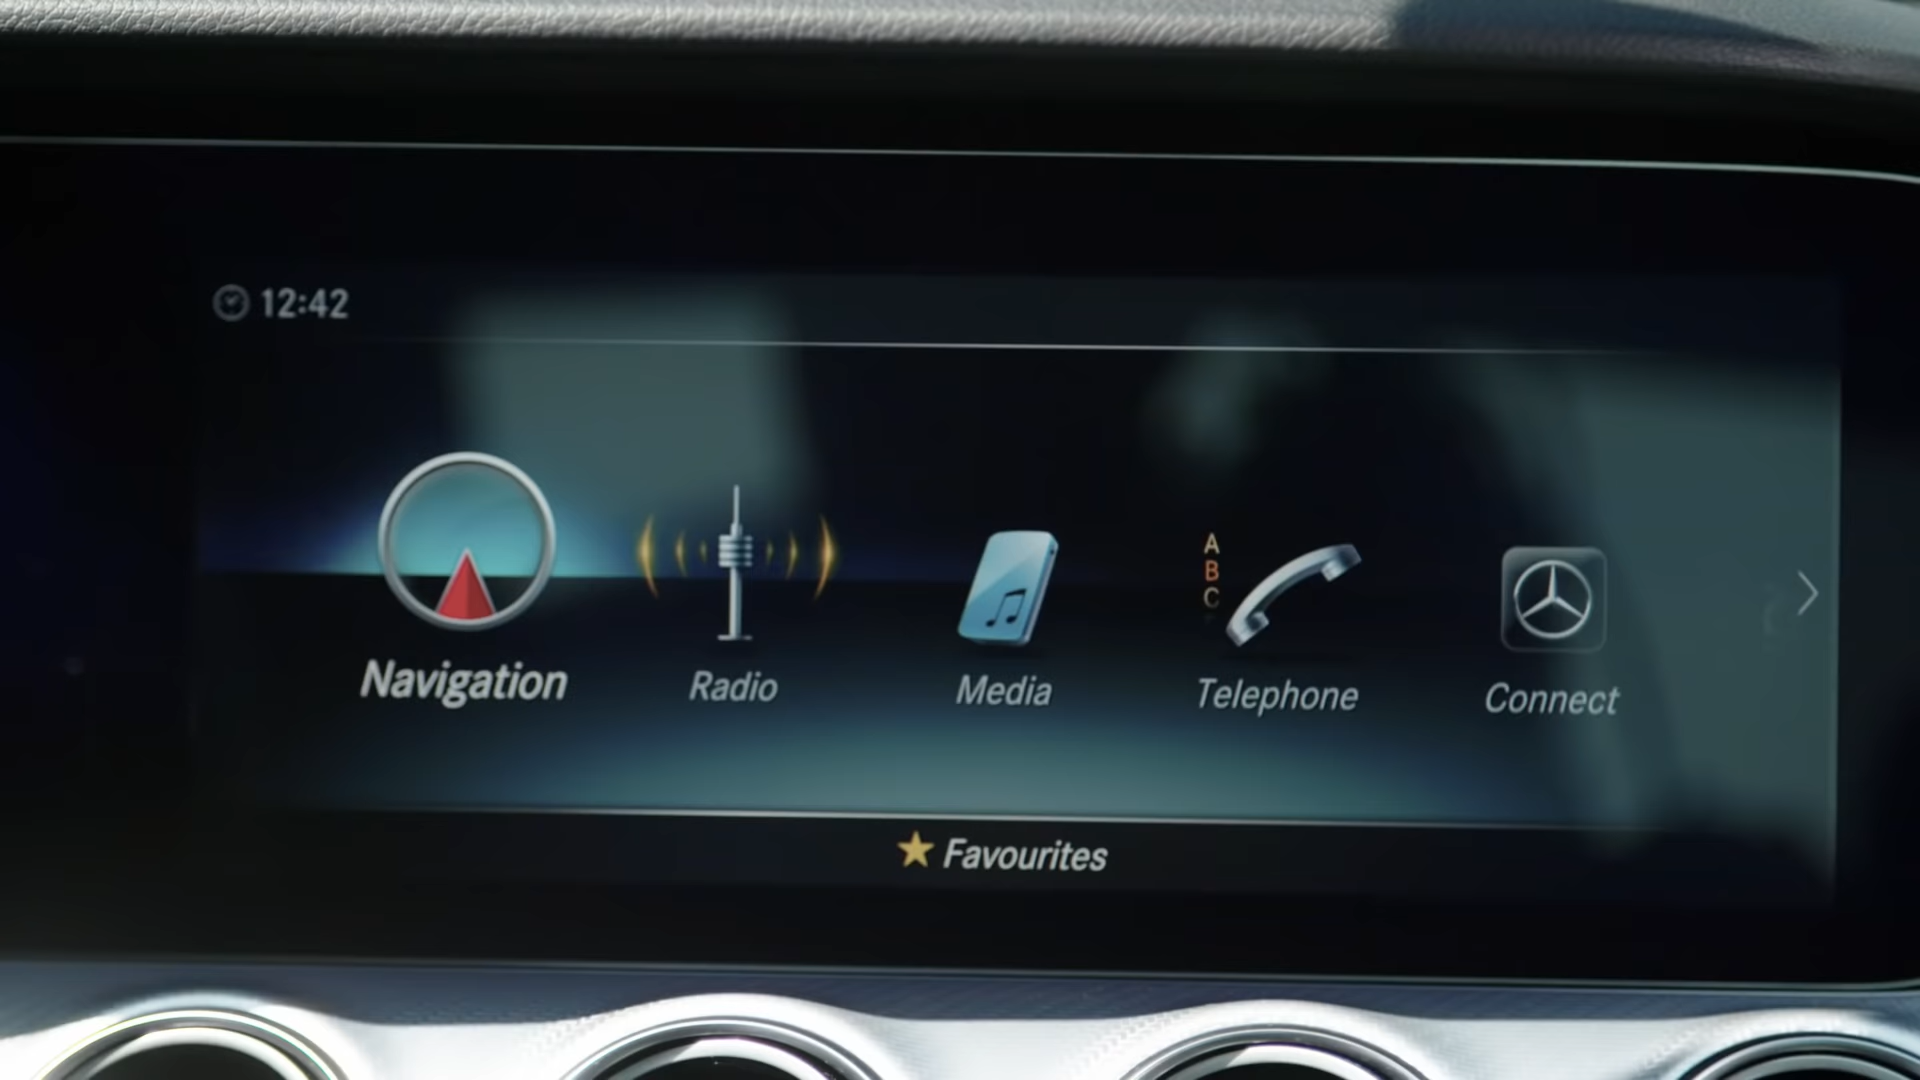 12:42
A
B
C
Navigation
Radio
Media
Telephone
Connect
Favourites